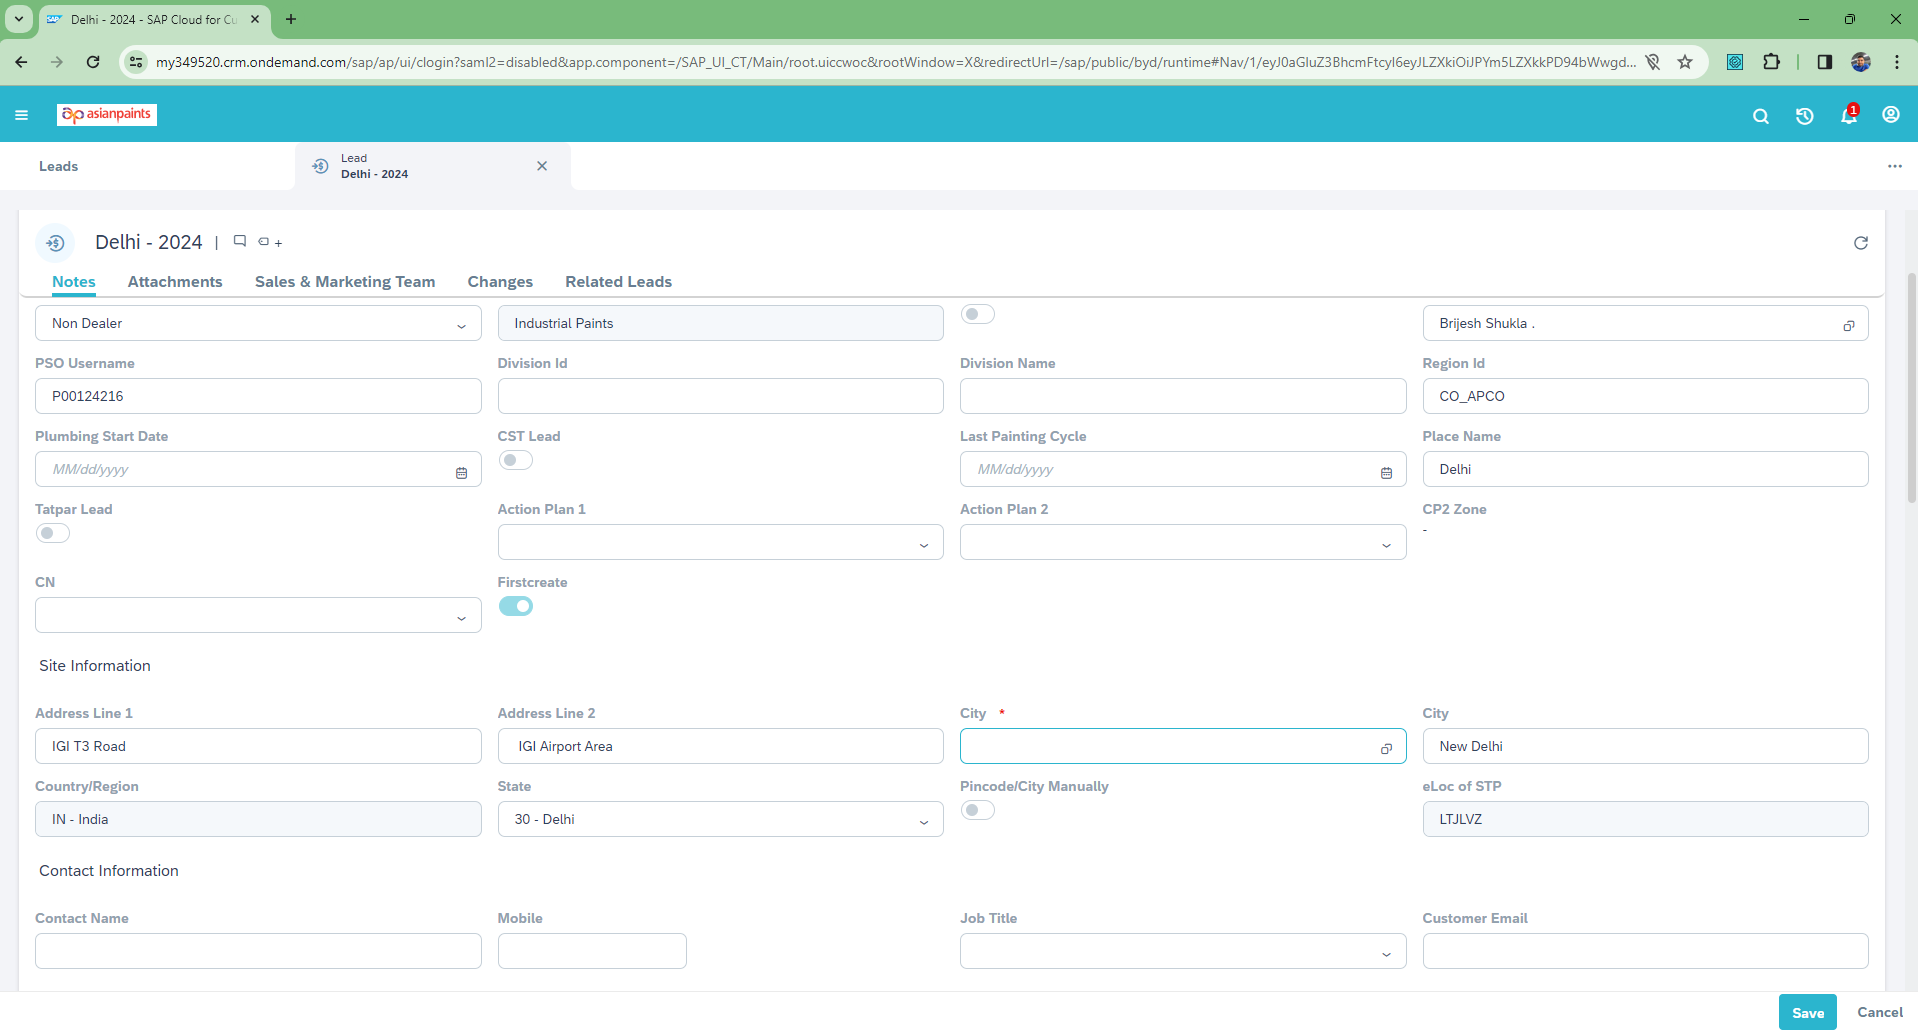 Delhi - 2024 - SAP Cloud for Cu
my349520.crm.ondemand.com/sap/ap/ui/clogin?saml2=disabled&app.component=/SAP_UI_CT/Main/root.uiccwoc&rootWindow=X&redirectUrl=/sap/public/byd/runtime#Nav/1/eyJ0aGluZ3BhcmFtcyI6eyJLZXkiOiJPYm5LZXkkPD94bWwgd...
asianpaints
1
Leads
Lead
Delhi - 2024
Delhi - 2024 |
Notes Attachments Sales & Marketing Team Changes Related Leads
Non Dealer Industrial Paints Brijesh Shukla .
PSO Username Division Id Division Name Region Id
P00124216 CO_APCO
Plumbing Start Date CST Lead Last Painting Cycle Place Name
MM/dd/yyyy MM/dd/yyyy Delhi
Tatpar Lead Action Plan 1 Action Plan 2 CP2 Zone
-
CN Firstcreate
Site Information
Address Line 1 Address Line 2 City * City
IGI T3 Road IGI Airport Area New Delhi
Country/Region State Pincode/City Manually eLoc of STP
IN - India 30 - Delhi LTJLVZ
Contact Information
Contact Name Mobile Job Title Customer Email
Save Cancel